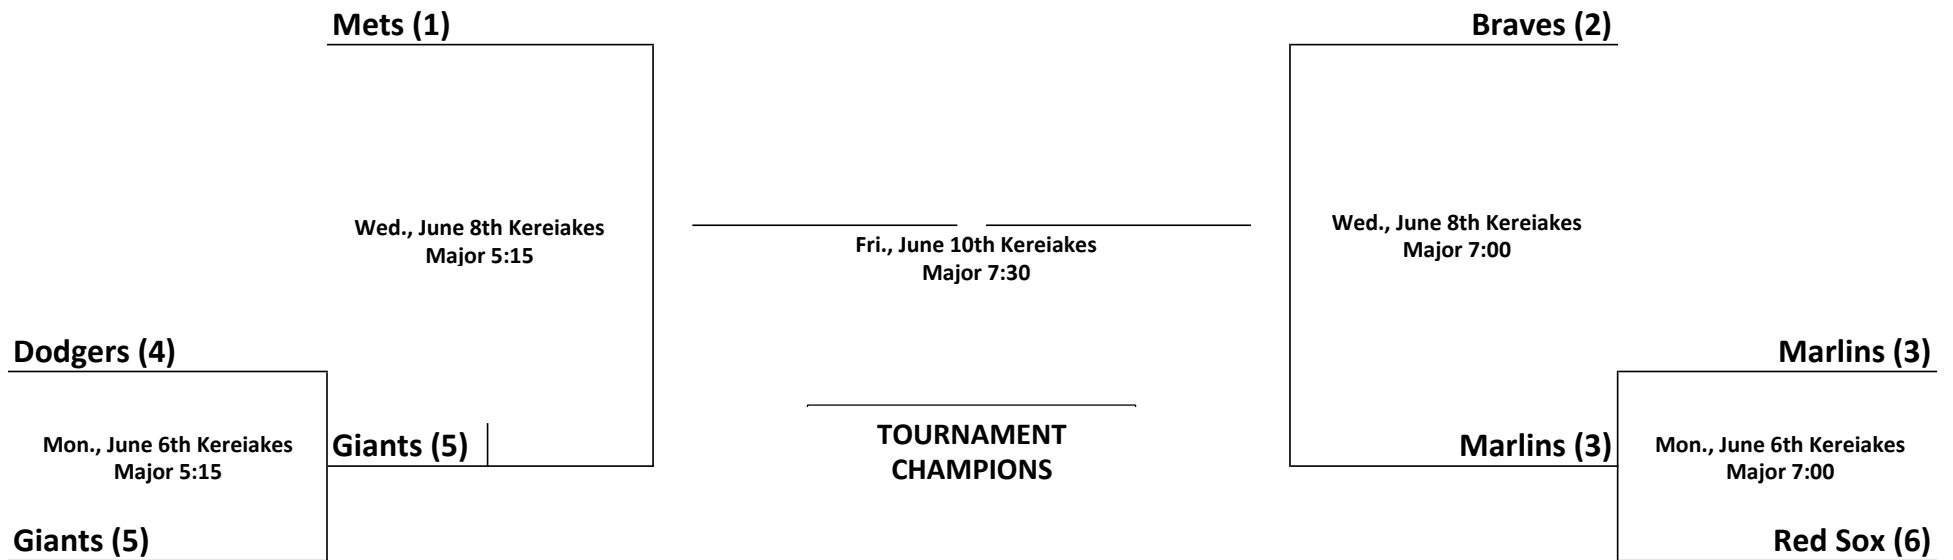 Mets (1)
Braves (2)
Wed., June 8th Kereiakes
Major 5:15
Fri., June 10th Kereiakes
Major 7:30
Wed., June 8th Kereiakes
Major 7:00
Dodgers (4)
Marlins (3)
Mon., June 6th Kereiakes
Major 5:15
Giants (5)
TOURNAMENT
CHAMPIONS
Marlins (3)
Mon., June 6th Kereiakes
Major 7:00
Giants (5)
Red Sox (6)